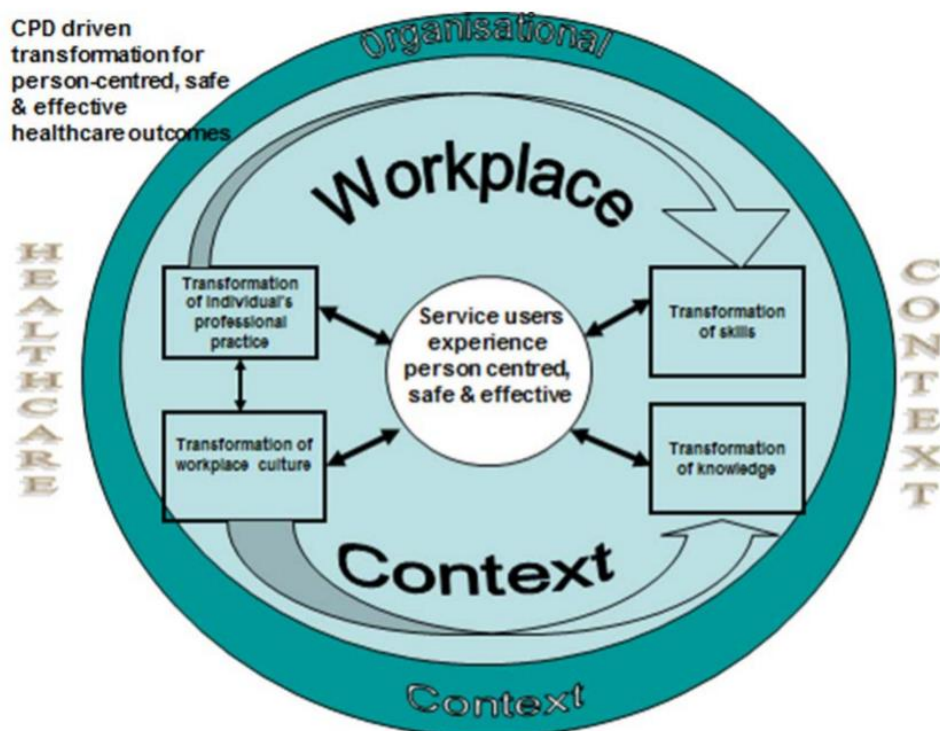 CPD driven
transformation for
person-centred, safe
& effective
healthcare outcomes
Organisational
Workplace
HEALTHCARE
CONTEXT
Transformation
of individual's
professional
practice
Service users
experience
person centred,
safe & effective
Transformation
of skills
Transformation of
workplace culture
Transformation
of knowledge
Context
Context